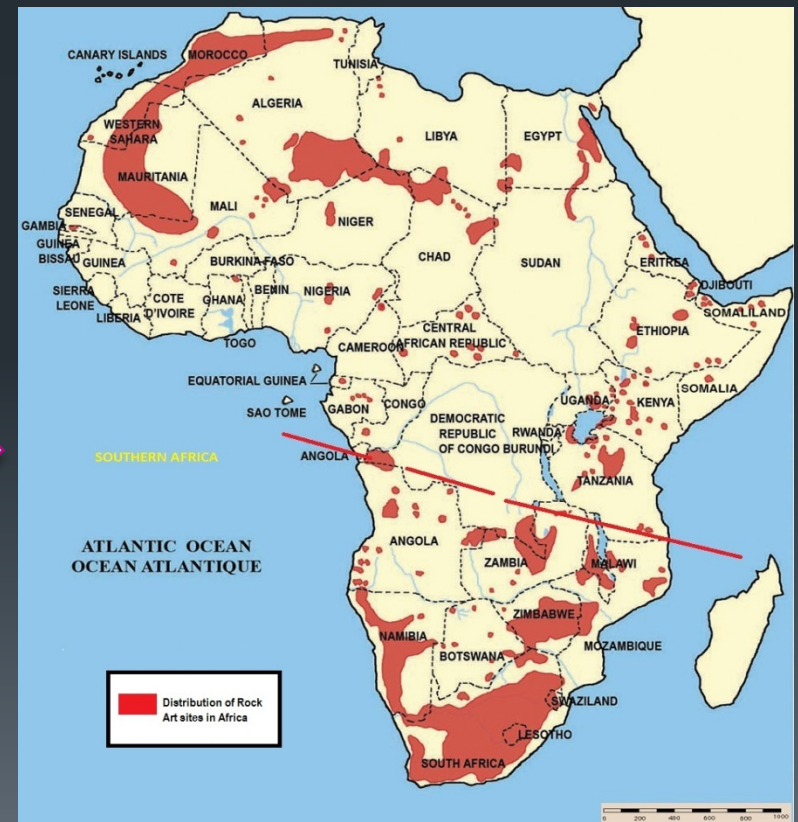 CANARY ISLANDS
MOROCCO
TUNISIA
ALGERIA
LIBYA
EGYPT
WESTERN
SAHARA
MAURITANIA
MALI
NIGER
CHAD
SUDAN
ERITREA
DJIBOUTI
SENEGAL
GAMBIA
GUINEA
BISSAU
GUINEA
BURKINA FASO
BENIN
NIGERIA
SIERRA
LEONE
LIBERIA
COTE
D'IVOIRE
GHANA
TOGO
CAMEROON
CENTRAL
AFRICAN REPUBLIC
ETHIOPIA
SOMALILAND
SOMALIA
EQUATORIAL GUINEA
SAO TOME
GABON
CONGO
DEMOCRATIC
REPUBLIC
OF CONGO
UGANDA
KENYA
RWANDA
BURUNDI
TANZANIA
SOUTHERN AFRICA
ANGOLA
ATLANTIC OCEAN
OCEAN ATLANTIQUE
ANGOLA
ZAMBIA
MALAWI
ZIMBABWE
MOZAMBIQUE
NAMIBIA
BOTSWANA
SWAZILAND
LESOTHO
SOUTH AFRICA
Distribution of Rock
Art sites in Africa
0 200 400 600 800 1000